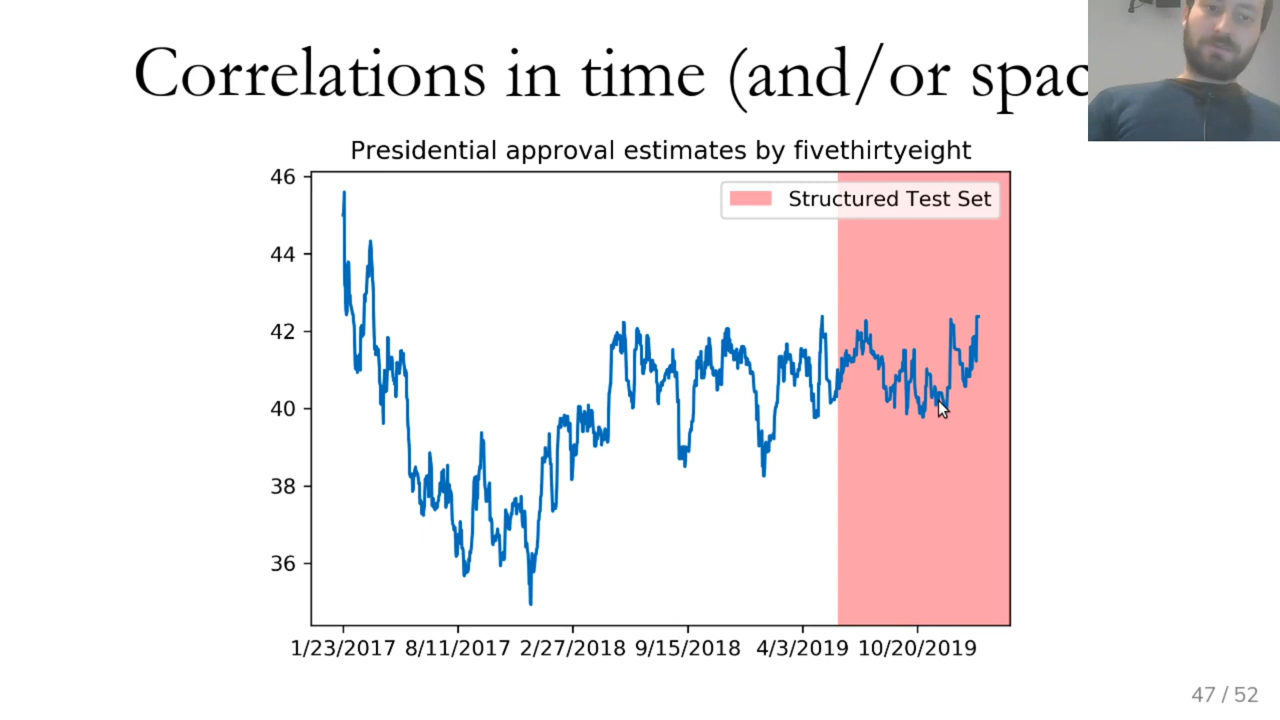 Correlations in time (and/or spac
Presidential approval estimates by fivethirtyeight
Structured Test Set
46
44
42
40
38
36
1/23/2017 8/11/2017 2/27/2018 9/15/2018 4/3/2019 10/20/2019
47 / 52